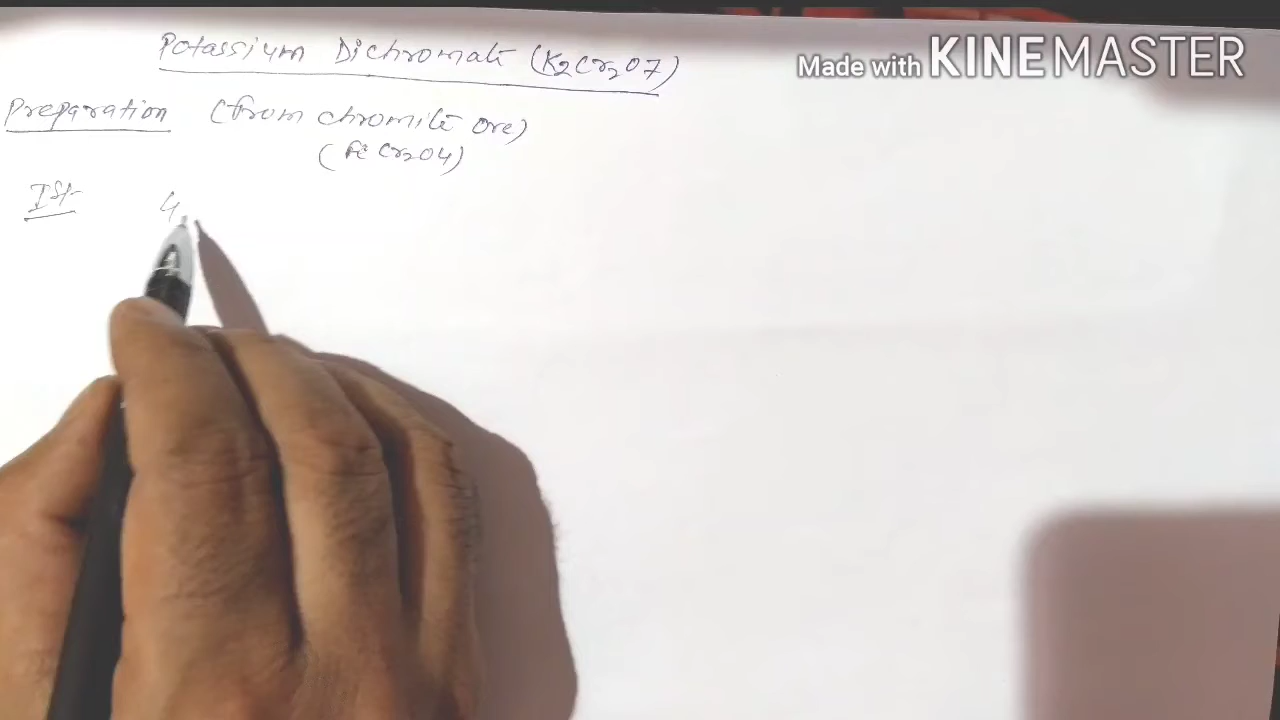 Potassium Dichromate (K2Cr2O7)
Made with KINEMASTER
Preparation (from chromite ore)
(FeCr2O4)
Ist 4